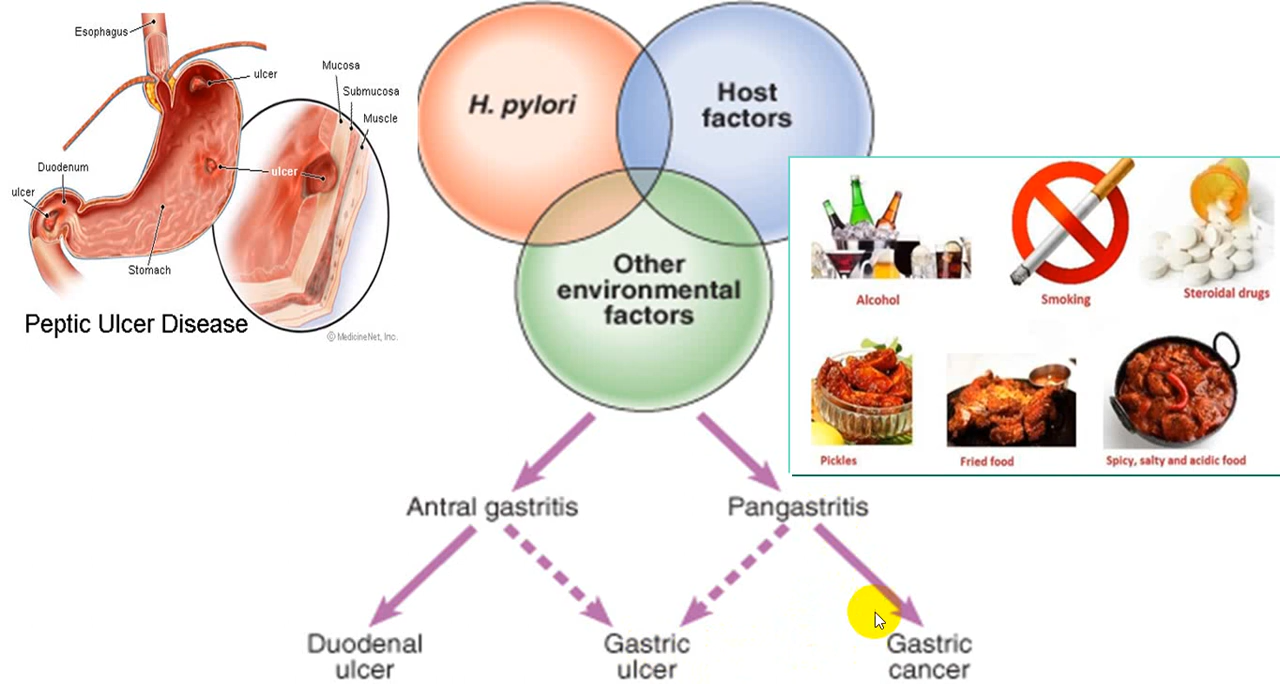 Esophagus
ulcer
Mucosa
Submucosa
Muscle
Duodenum
ulcer
ulcer
Stomach
Peptic Ulcer Disease
© MedicineNet, Inc.
H. pylori
Host
factors
Other
environmental
factors
Alcohol
Smoking
Steroidal drugs
Pickles
Fried food
Spicy, salty and acidic food
Antral gastritis
Pangastritis
Duodenal
ulcer
Gastric
ulcer
Gastric
cancer